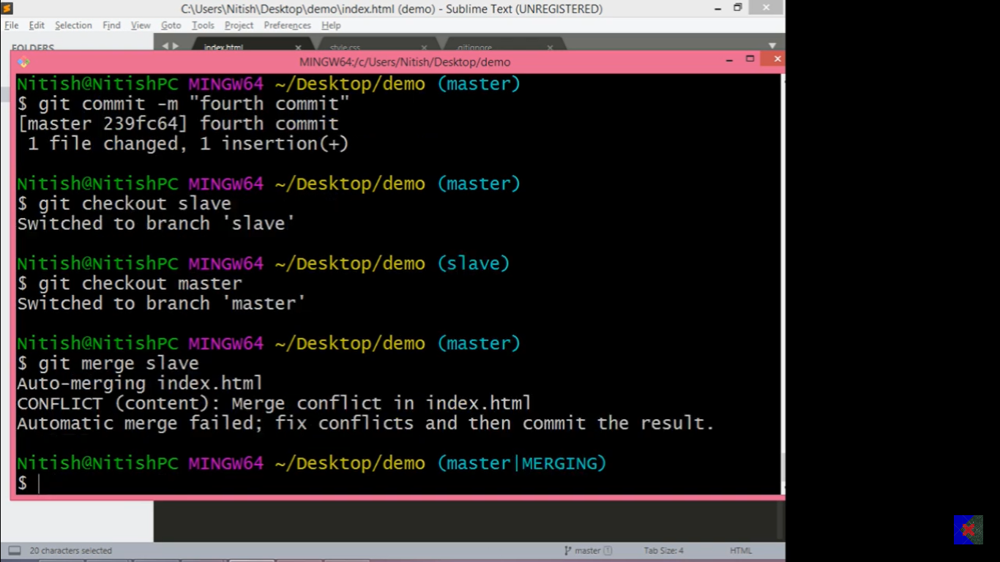 C:\Users\Nitish\Desktop\demo\index.html (demo) - Sublime Text (UNREGISTERED)
File Edit Selection Find View Goto Tools Project Preferences Help
FOLDERS index.html style.css .gitignore
MINGW64:/c/Users/Nitish/Desktop/demo
Nitish@NitishPC MINGW64 ~/Desktop/demo (master)
$ git commit -m "fourth commit"
[master 239fc64] fourth commit
1 file changed, 1 insertion(+)
Nitish@NitishPC MINGW64 ~/Desktop/demo (master)
$ git checkout slave
Switched to branch 'slave'
Nitish@NitishPC MINGW64 ~/Desktop/demo (slave)
$ git checkout master
Switched to branch 'master'
Nitish@NitishPC MINGW64 ~/Desktop/demo (master)
$ git merge slave
Auto-merging index.html
CONFLICT (content): Merge conflict in index.html
Automatic merge failed; fix conflicts and then commit the result.
Nitish@NitishPC MINGW64 ~/Desktop/demo (master|MERGING)
$
20 characters selected master 1 Tab Size: 4 HTML